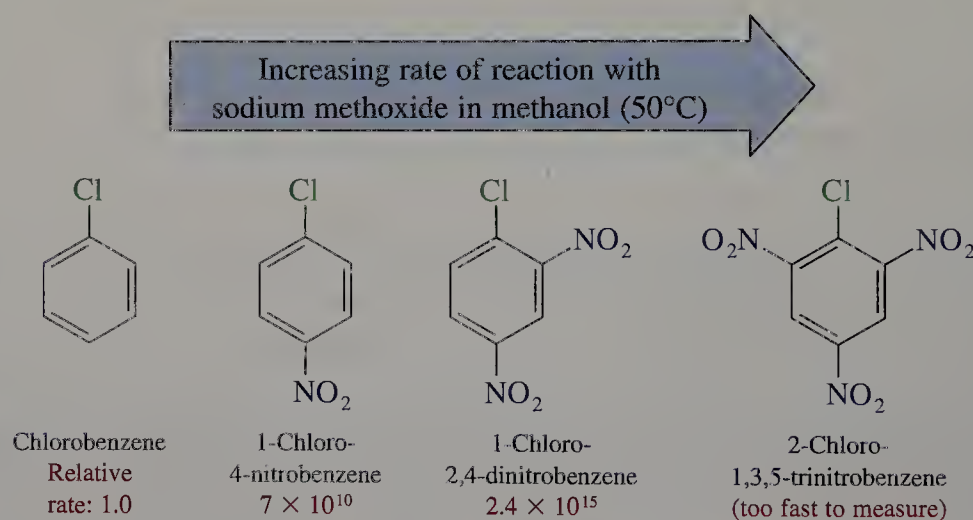 Increasing rate of reaction with
sodium methoxide in methanol (50°C)
Cl
Cl
Cl
NO₂
Cl
O₂N
NO₂
NO₂
NO₂
NO₂
Chlorobenzene
Relative
rate: 1.0
1-Chloro-
4-nitrobenzene
7 × 10¹⁰
1-Chloro-
2,4-dinitrobenzene
2.4 × 10¹⁵
2-Chloro-
1,3,5-trinitrobenzene
(too fast to measure)